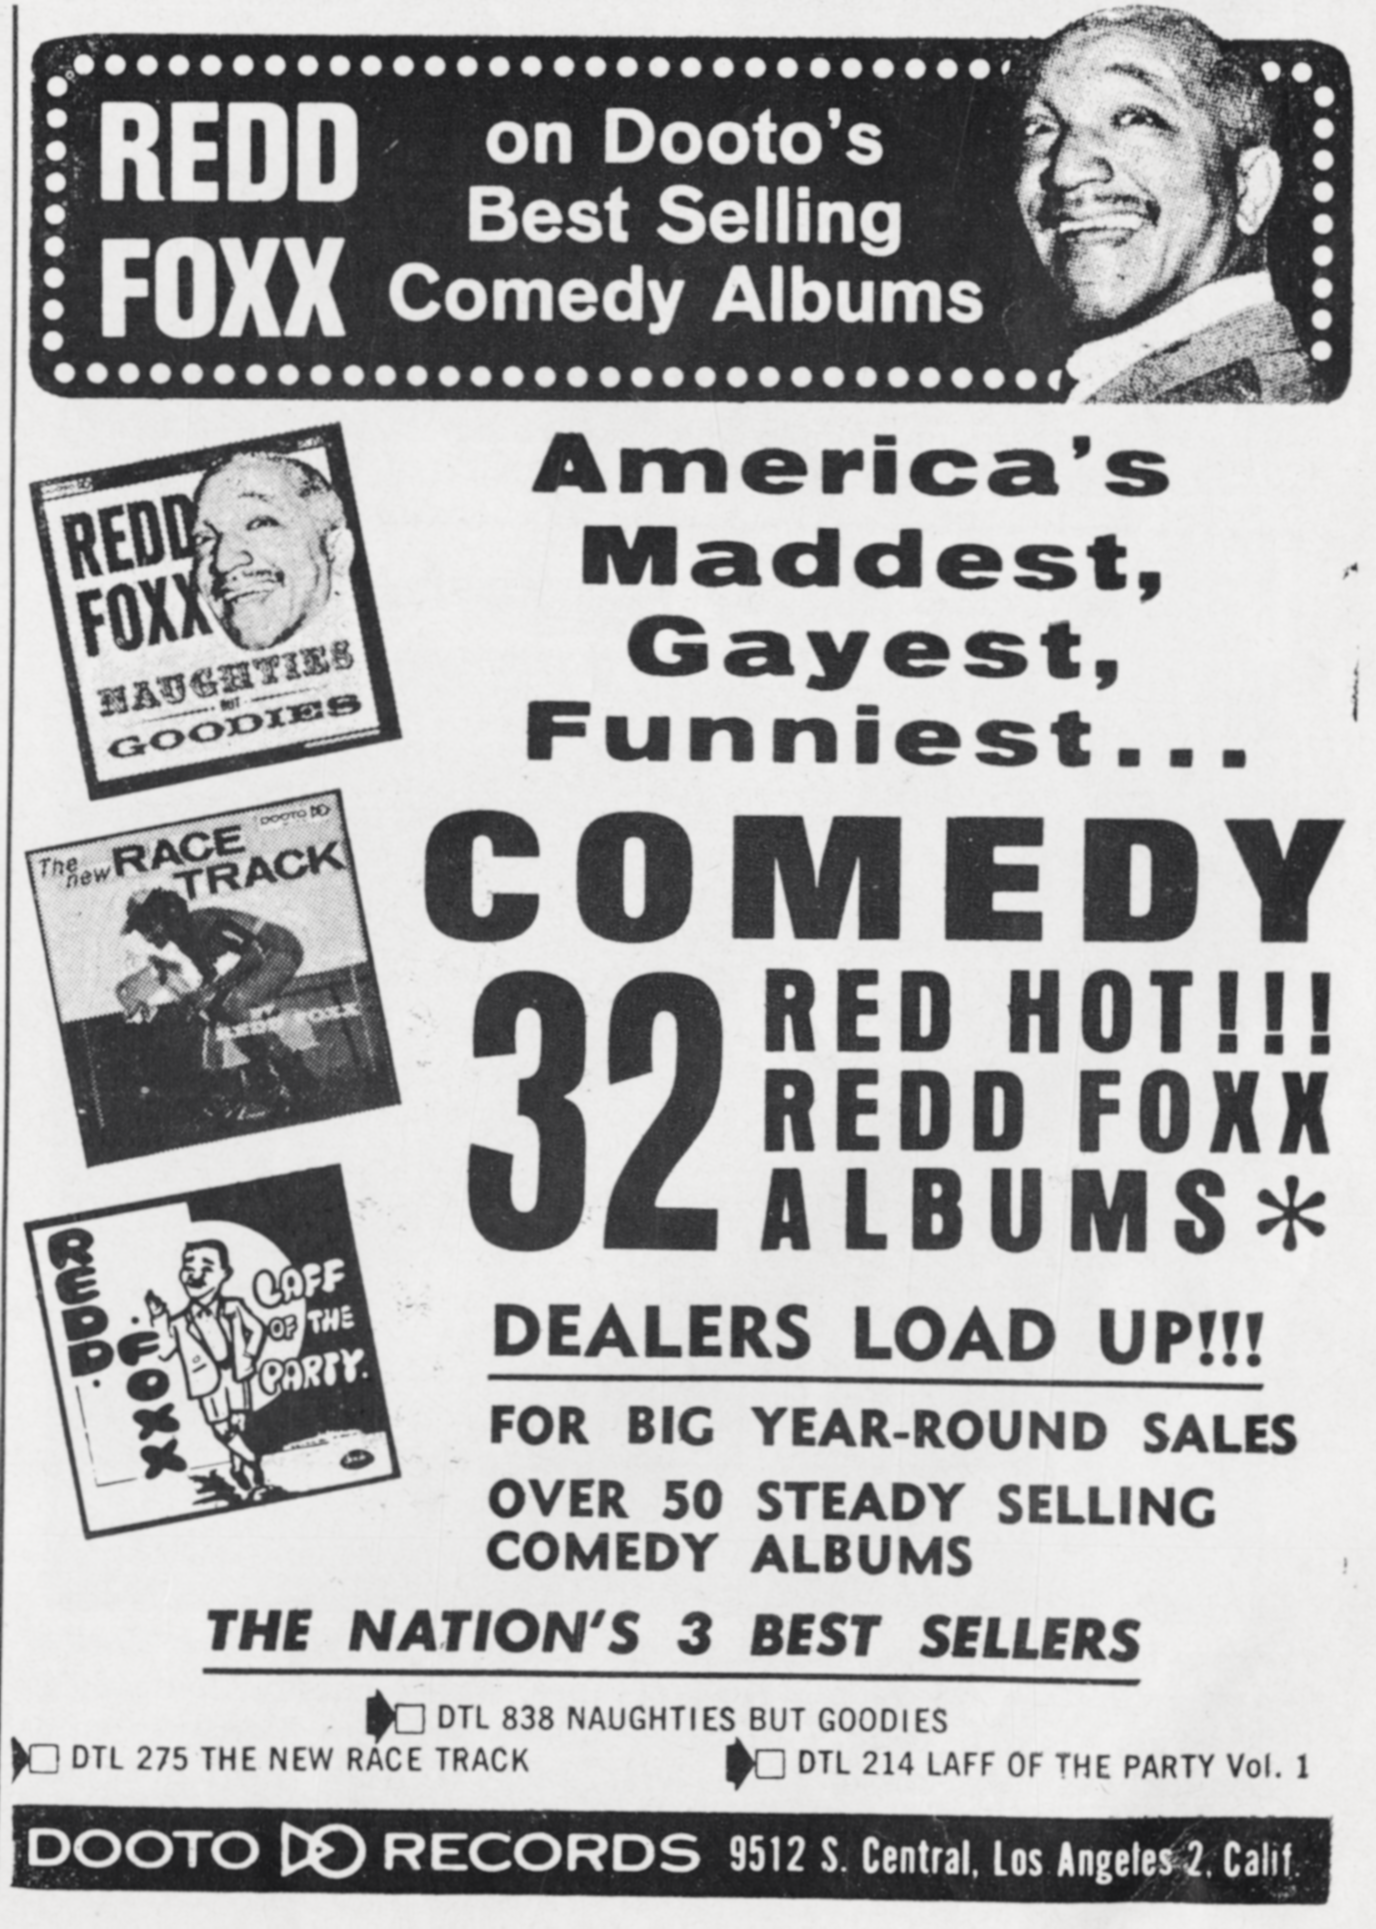 REDD
FOXX
on Dooto's
Best Selling
Comedy Albums
America's
Maddest,
Gayest,
Funniest...
COMEDY
32
RED HOT!!!
REDD FOXX
ALBUMS*
REDD
FOXX
NAUGHTIES
BUT
GOODIES
DOOTO
The new RACE
TRACK
BY
REDD FOXX
REDD
FOXX
LAFF
OF THE
PARTY.
DEALERS LOAD UP!!!
FOR BIG YEAR-ROUND SALES
OVER 50 STEADY SELLING
COMEDY ALBUMS
THE NATION'S 3 BEST SELLERS
DTL 838 NAUGHTIES BUT GOODIES
DTL 275 THE NEW RACE TRACK
DTL 214 LAFF OF THE PARTY Vol. 1
DOOTO DO RECORDS 9512 S. Central, Los Angeles 2, Calif.